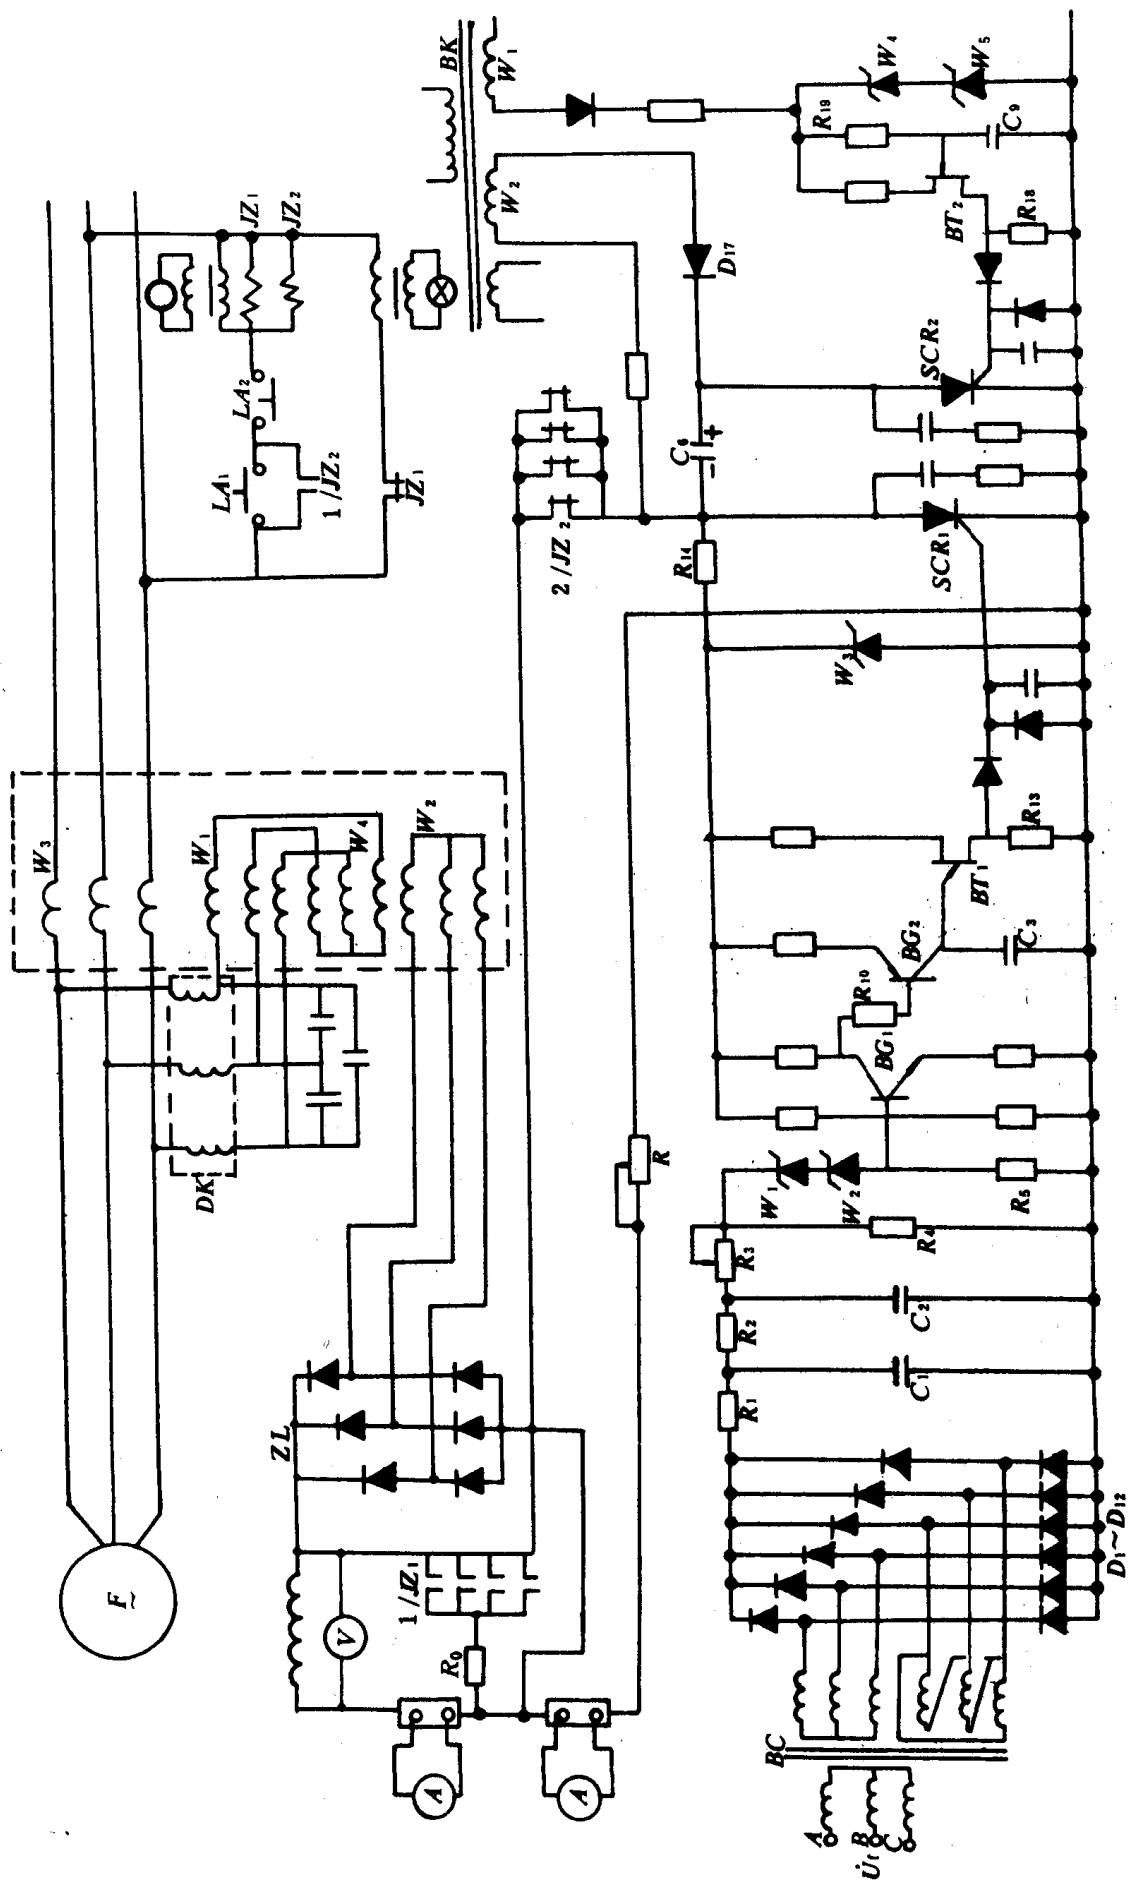 BK
W₁
W₂
W₄
W₅
R₁₉
C₉
BT₂
R₁₈
D₁₇
SCR₂
JZ₁
JZ₂
LA₂
LA₁
1/JZ₂
JZ₁
2/JZ₂
C₆
+
−
R₁₄
SCR₁
W₃
W₃
W₁
W₄
W₂
BT₁
R₁₃
BG₂
C₃
R₁₀
BG₁
DK
R
W₁
W₂
R₅
R₄
R₃
R₂
C₂
R₁
C₁
ZL
F
~
V
1/JZ₁
R₀
A
A
D₁~D₁₂
BC
A
B
C
U̇f